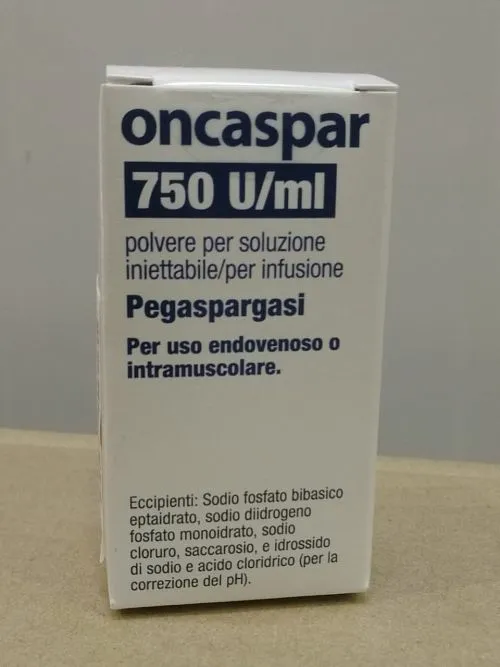 oncaspar
750 U/ml
polvere per soluzione
iniettabile/per infusione
Pegaspargasi
Per uso endovenoso o
intramuscolare.
Eccipienti: Sodio fosfato bibasico
eptaidrato, sodio diidrogeno
fosfato monoidrato, sodio
cloruro, saccarosio, e idrossido
di sodio e acido cloridrico (per la
correzione del pH).